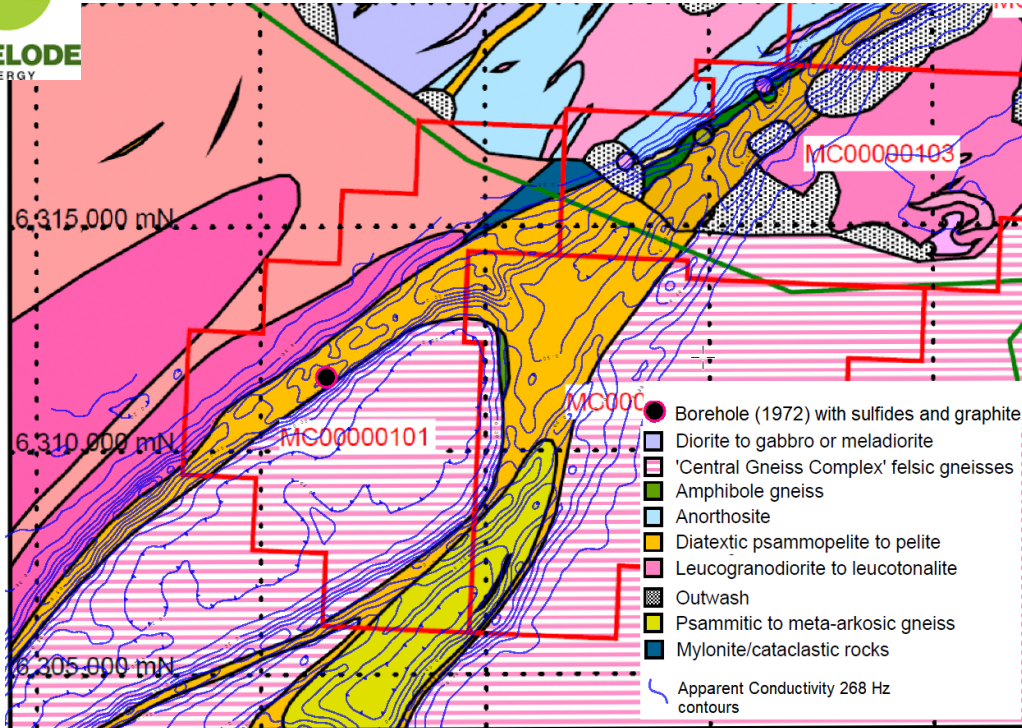 ELODE
ERGY
MC00000103
6,315,000 mN
MC000
Borehole (1972) with sulfides and graphite
Diorite to gabbro or meladiorite
MC00000101
6,310,000 mN
'Central Gneiss Complex' felsic gneisses
Amphibole gneiss
Anorthosite
Diatextic psammopelite to pelite
Leucogranodiorite to leucotonalite
Outwash
Psammitic to meta-arkosic gneiss
Mylonite/cataclastic rocks
6,305,000 mN
Apparent Conductivity 268 Hz
contours